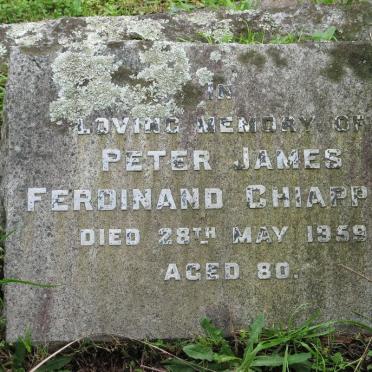 IN
LOVING MEMORY OF
PETER JAMES
FERDINAND CHIAPP
DIED 28TH MAY 1959
AGED 80.